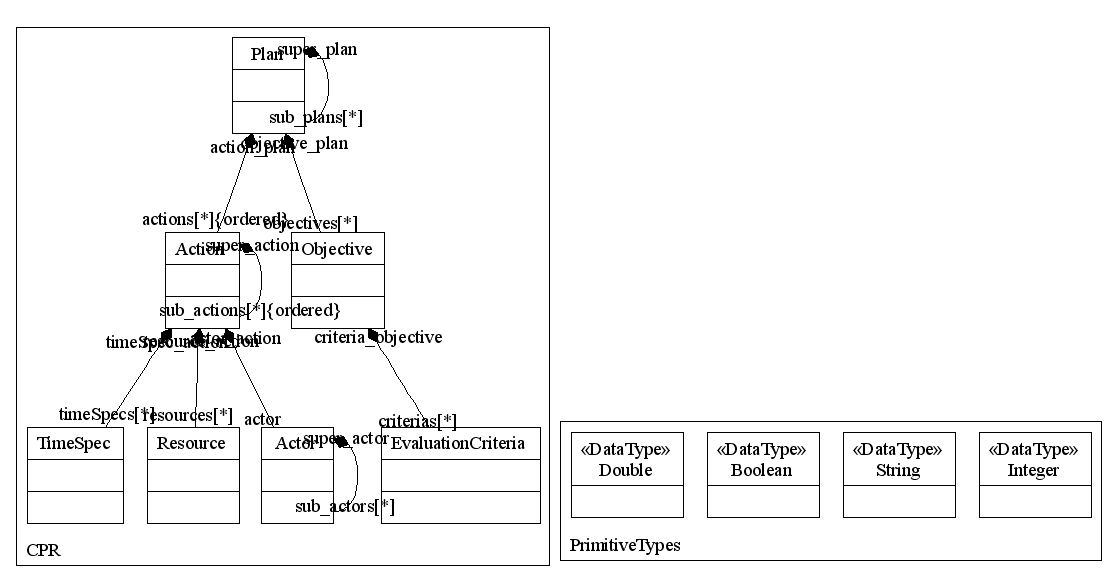 Plan
super_plan
sub_plans[*]
action_plan
objective_plan
actions[*]{ordered}
objectives[*]
Action
super_action
Objective
sub_actions[*]{ordered}
timeSpec_action
resource_action
actor_action
criteria_objective
timeSpecs[*]
resources[*]
actor
criterias[*]
TimeSpec
Resource
Actor
super_actor
EvaluationCriteria
sub_actors[*]
CPR
«DataType»
Double
«DataType»
Boolean
«DataType»
String
«DataType»
Integer
PrimitiveTypes